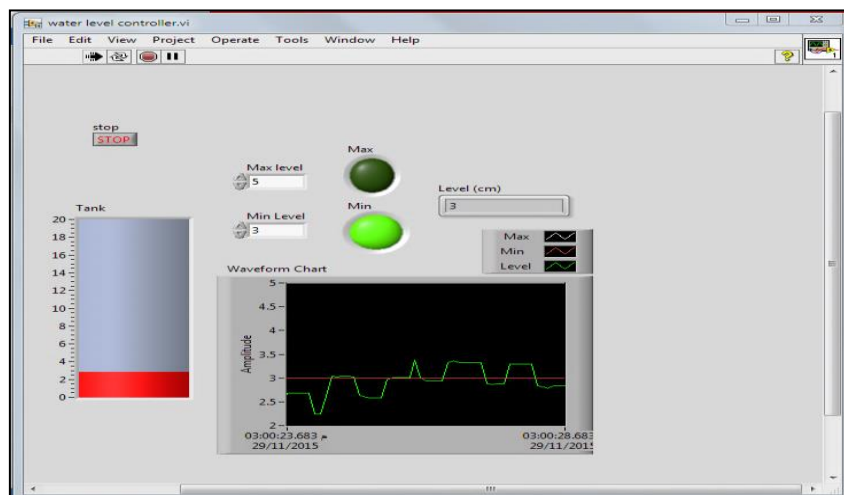 water level controller.vi
File Edit View Project Operate Tools Window Help
1
stop
STOP
Max
Max level
5
Level (cm)
3
Min
Min Level
3
Tank
20
18
16
14
12
10
8
6
4
2
0
Max
Min
Level
Waveform Chart
Amplitude
5
4.5
4
3.5
3
2.5
2
03:00:23.683 م
29/11/2015
03:00:28.683
29/11/201